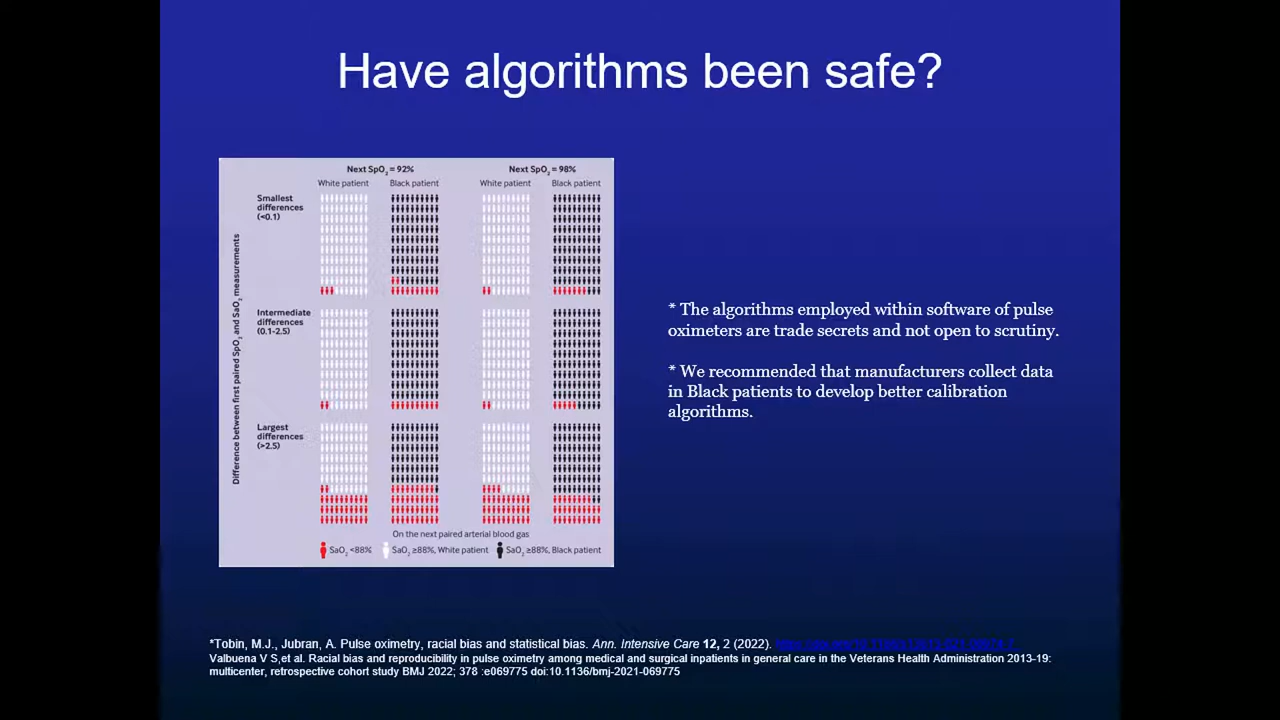 Have algorithms been safe?
Next SpO2 = 92%
Next SpO2 = 98%
White patient
Black patient
White patient
Black patient
Difference between first paired SpO2 and SaO2 measurements
Smallest
differences
(<0.1)
Intermediate
differences
(0.1-2.5)
Largest
differences
(>2.5)
On the next paired arterial blood gas
SaO2 <88%
SaO2 ≥88%, White patient
SaO2 ≥88%, Black patient
* The algorithms employed within software of pulse
oximeters are trade secrets and not open to scrutiny.
* We recommended that manufacturers collect data
in Black patients to develop better calibration
algorithms.
*Tobin, M.J., Jubran, A. Pulse oximetry, racial bias and statistical bias. Ann. Intensive Care 12, 2 (2022).
Valbuena V S,et al. Racial bias and reproducibility in pulse oximetry among medical and surgical inpatients in general care in the Veterans Health Administration 2013-19:
multicenter, retrospective cohort study BMJ 2022; 378 :e069775 doi:10.1136/bmj-2021-069775